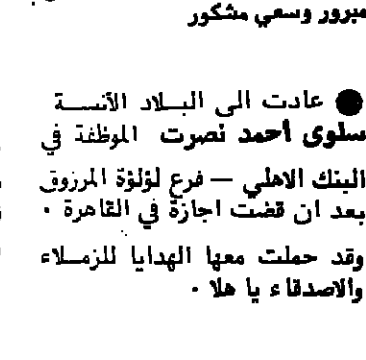 مبرور وسعي مشكور
● عادت الى البلاد الآنسة
سلوى أحمد نصرت الموظفة في
البنك الاهلي — فرع لؤلؤة المرزوق
بعد ان قضت اجازة في القاهرة .
وقد حملت معها الهدايا للزملاء
والاصدقاء يا هلا .